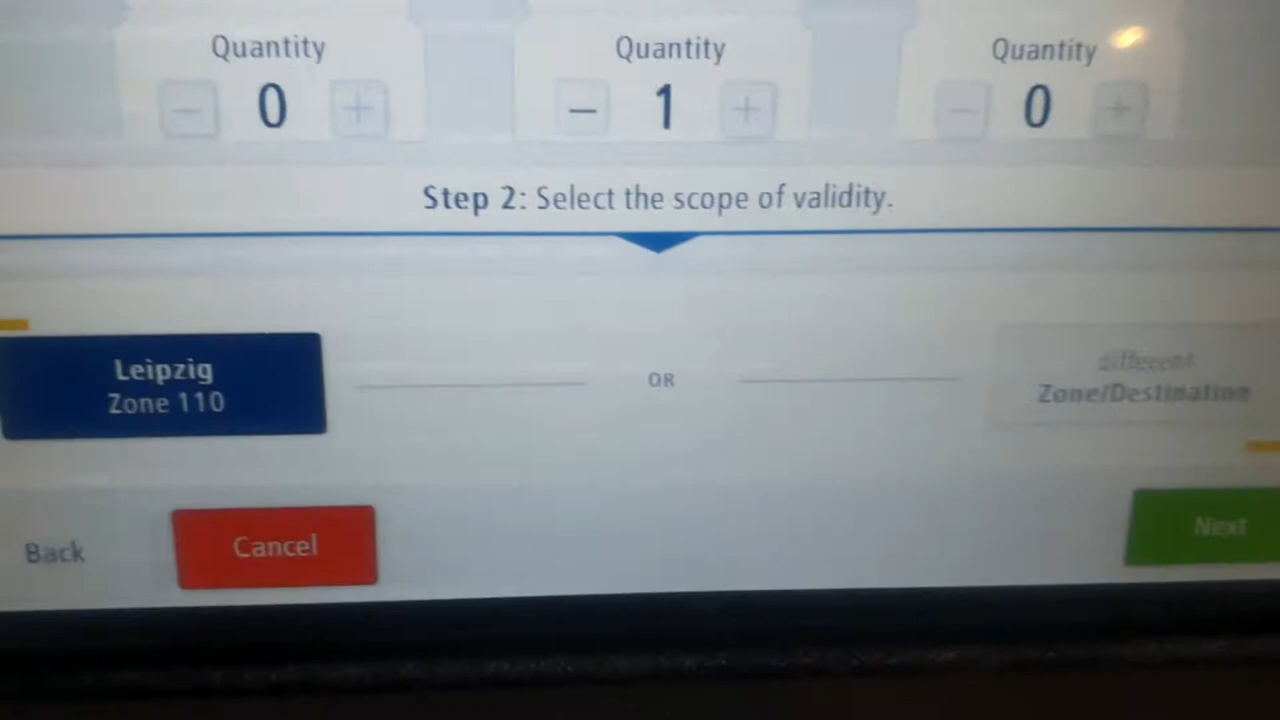 Quantity Quantity Quantity
− 0 + − 1 + − 0 +
Step 2: Select the scope of validity.
Leipzig
Zone 110
OR
different
Zone/Destination
Back
Cancel
Next